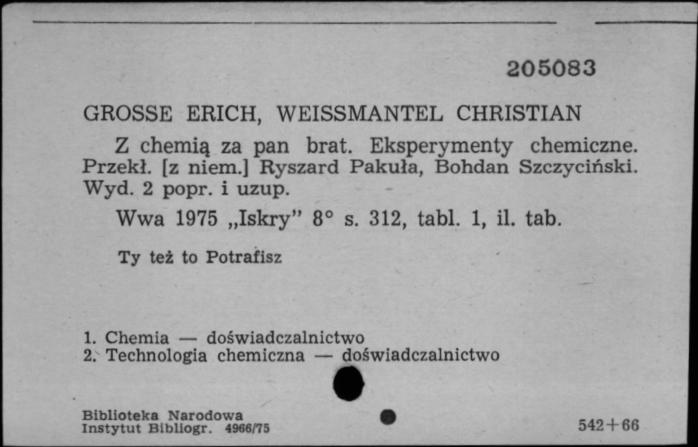 205083
GROSSE ERICH, WEISSMANTEL CHRISTIAN
Z chemią za pan brat. Eksperymenty chemiczne.
Przekł. [z niem.] Ryszard Pakuła, Bohdan Szczyciński.
Wyd. 2 popr. i uzup.
Wwa 1975 „Iskry” 8° s. 312, tabl. 1, il. tab.
Ty też to Potrafisz
1. Chemia — doświadczalnictwo
2. Technologia chemiczna — doświadczalnictwo
Biblioteka Narodowa
Instytut Bibliogr. 4966/75
542+66